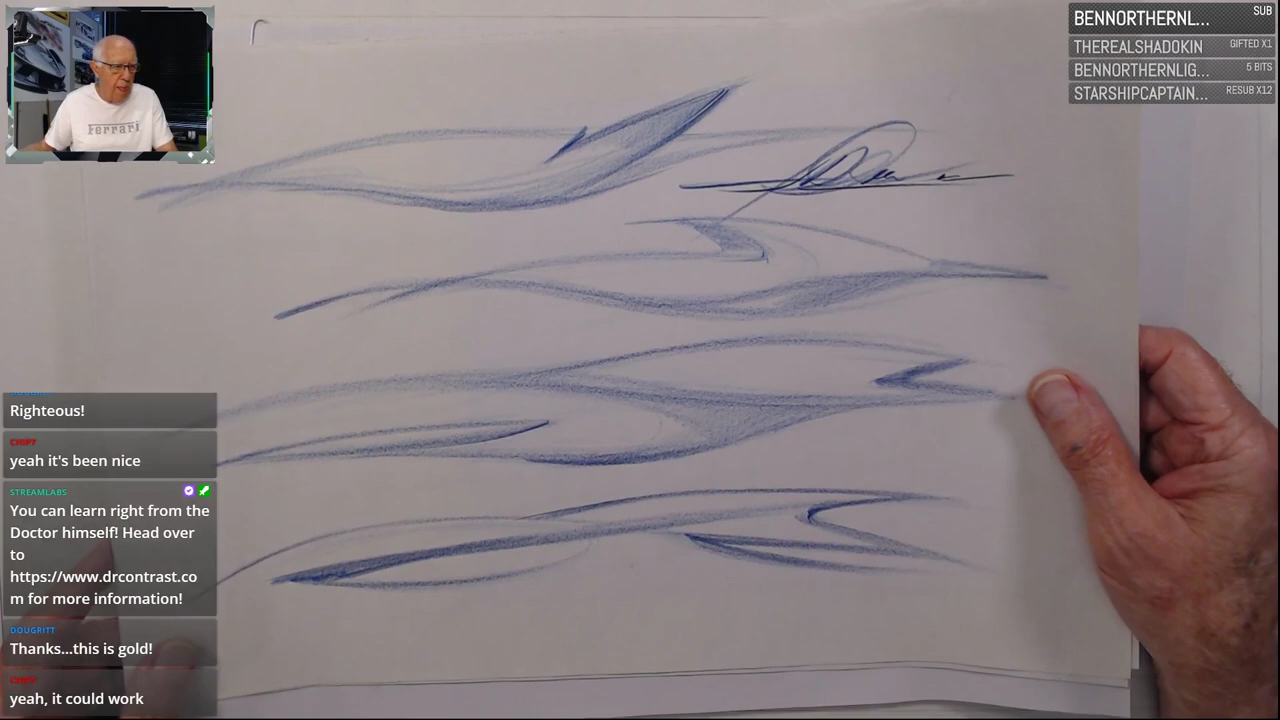 BENNORTHERNL...
SUB
THEREALSHADOKIN
GIFTED X1
BENNORTHERNLIG...
5 BITS
STARSHIPCAPTAIN...
RESUB X12
Ferrari
Righteous!
CHIP7
yeah it's been nice
STREAMLABS
You can learn right from the
Doctor himself! Head over
to
https://www.drcontrast.co
m for more information!
DOUGRITT
Thanks...this is gold!
yeah, it could work